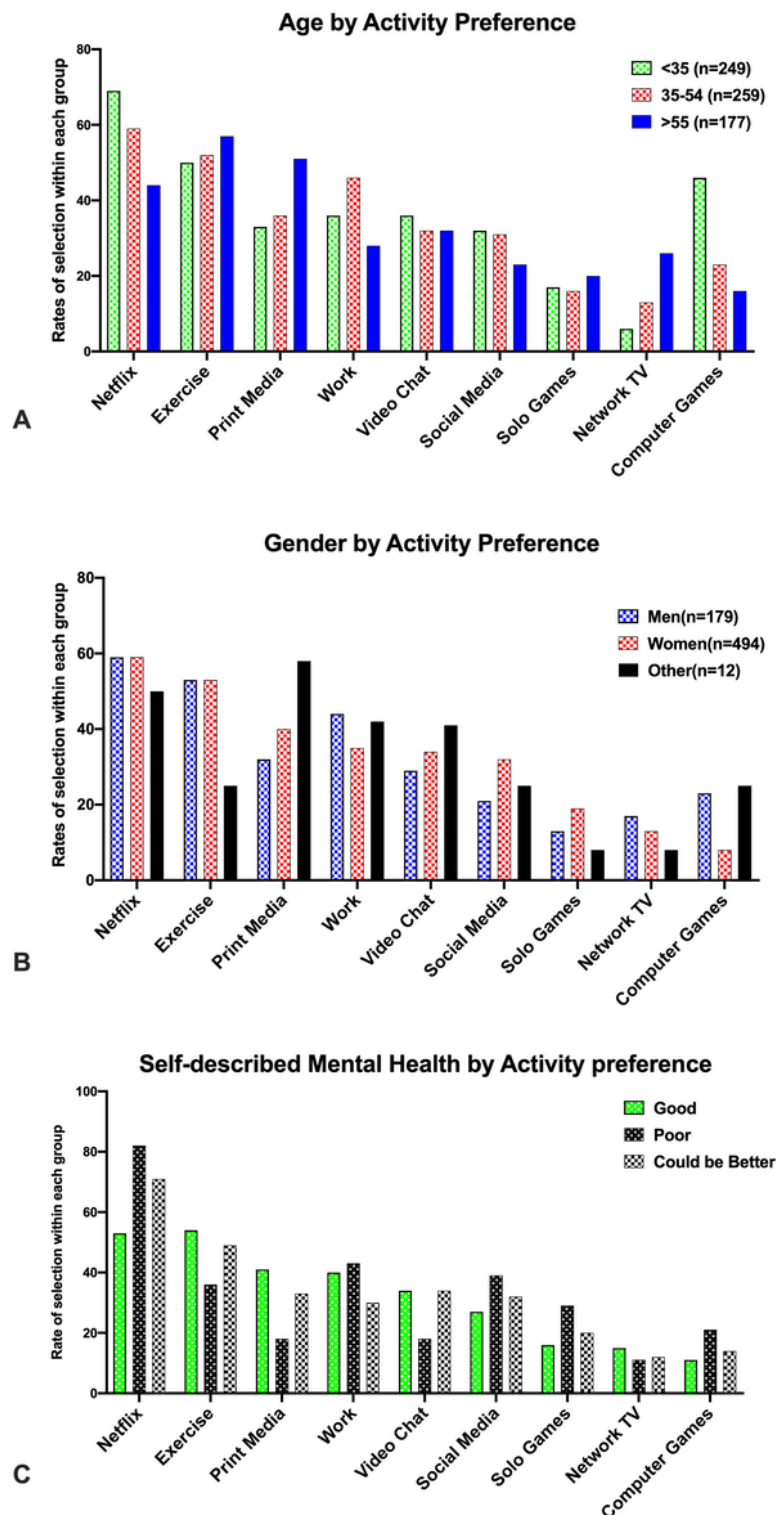 Age by Activity Preference
80
60
40
20
0
Rates of selection within each group
<35 (n=249)
35-54 (n=259)
>55 (n=177)
Netflix
Exercise
Print Media
Work
Video Chat
Social Media
Solo Games
Network TV
Computer Games
A
Gender by Activity Preference
80
60
40
20
0
Rates of selection within each group
Men(n=179)
Women(n=494)
Other(n=12)
Netflix
Exercise
Print Media
Work
Video Chat
Social Media
Solo Games
Network TV
Computer Games
B
Self-described Mental Health by Activity preference
100
80
60
40
20
0
Rate of selection within each group
Good
Poor
Could be Better
Netflix
Exercise
Print Media
Work
Video Chat
Social Media
Solo Games
Network TV
Computer Games
C